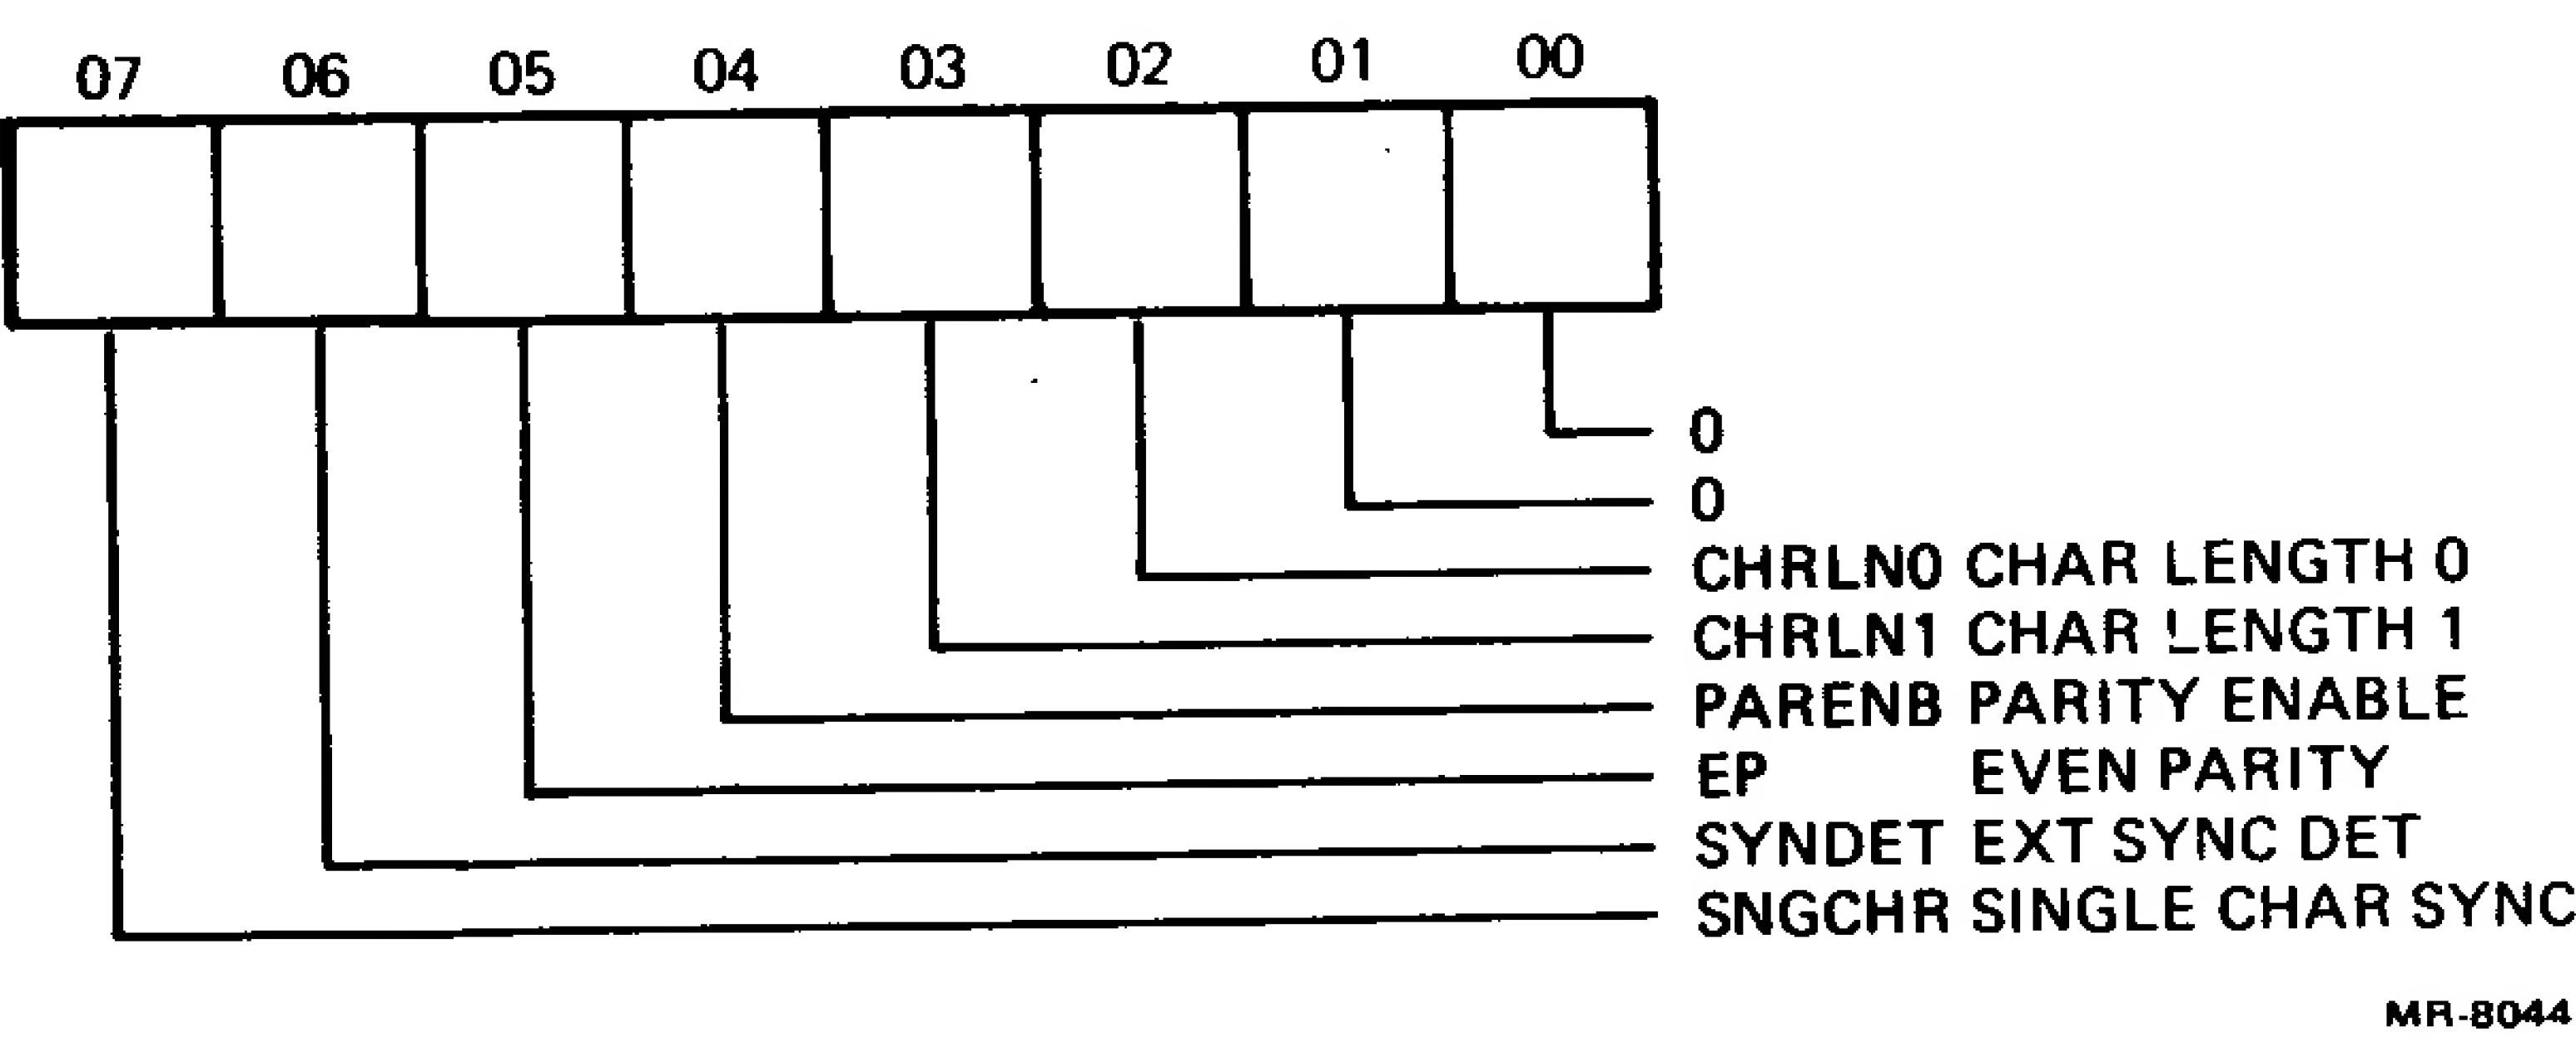 07 06 05 04 03 02 01 00
0
0
CHRLN0 CHAR LENGTH 0
CHRLN1 CHAR LENGTH 1
PARENB PARITY ENABLE
EP EVEN PARITY
SYNDET EXT SYNC DET
SNGCHR SINGLE CHAR SYNC
MR-8044